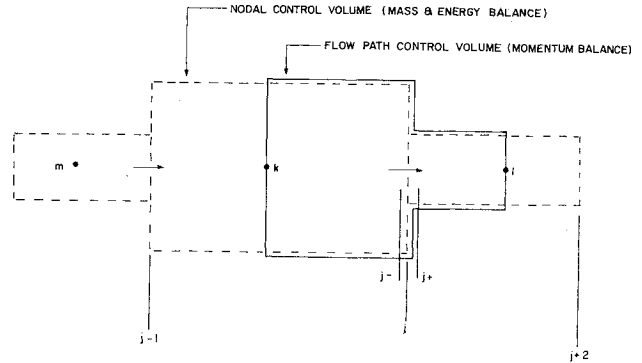 NODAL CONTROL VOLUME (MASS & ENERGY BALANCE)
FLOW PATH CONTROL VOLUME (MOMENTUM BALANCE)
m
k
l
j-
j+
j-1
j+2